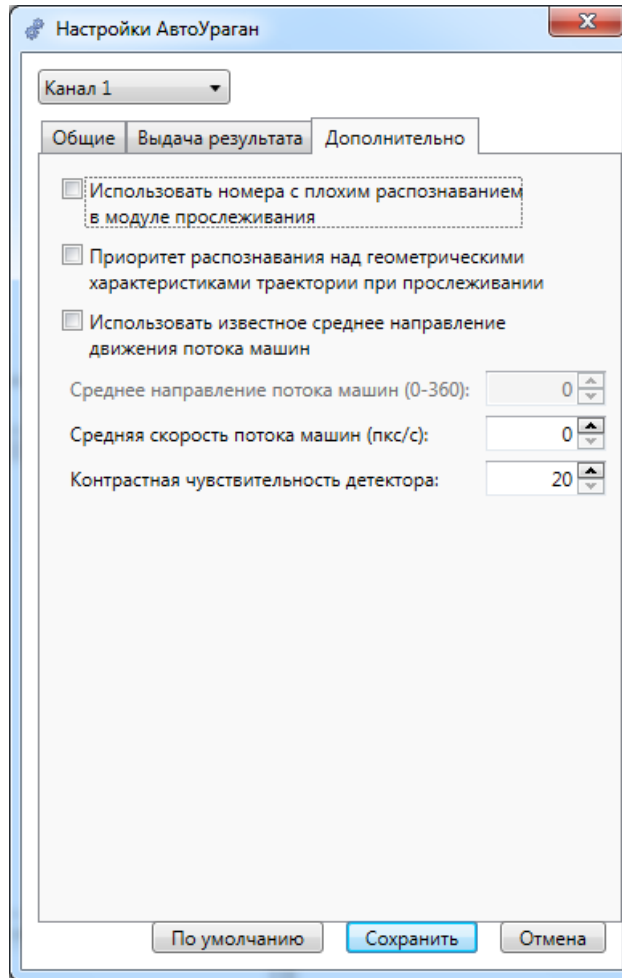 Настройки АвтоУраган
Канал 1
Общие Выдача результата Дополнительно
Использовать номера с плохим распознаванием
в модуле прослеживания
Приоритет распознавания над геометрическими
характеристиками траектории при прослеживании
Использовать известное среднее направление
движения потока машин
Среднее направление потока машин (0-360): 0
Средняя скорость потока машин (пкс/с): 0
Контрастная чувствительность детектора: 20
По умолчанию Сохранить Отмена